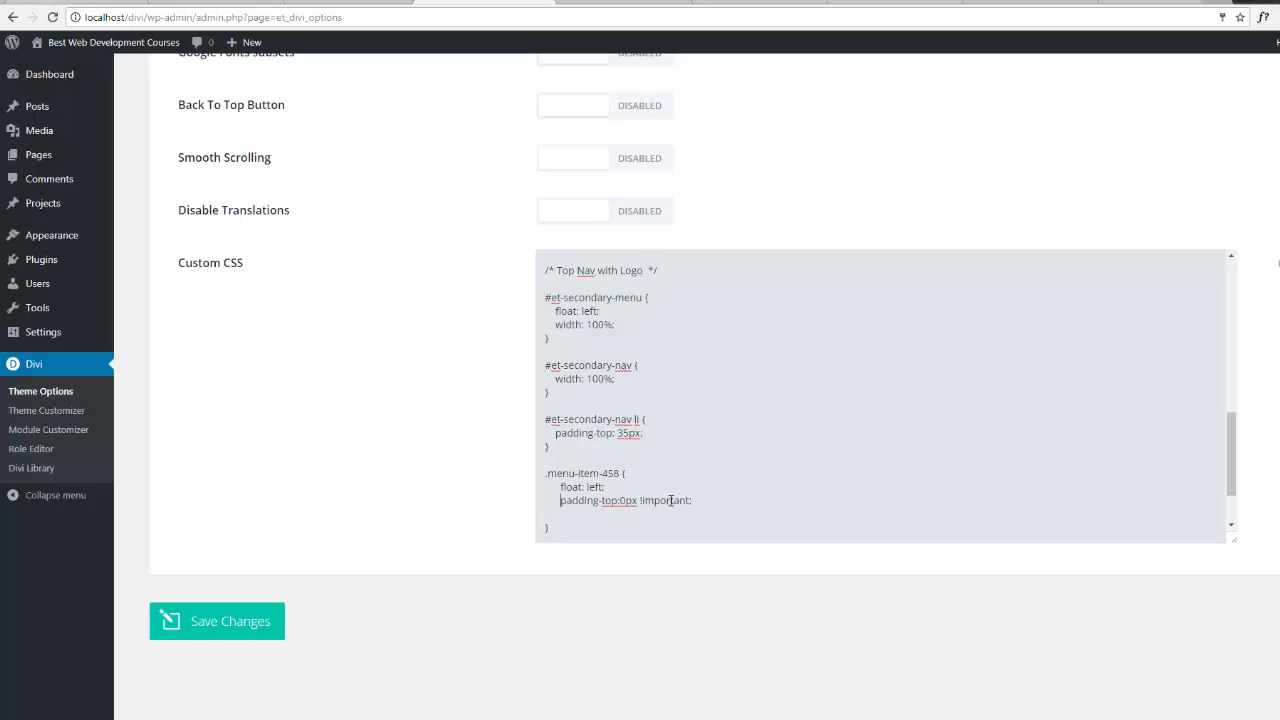 localhost/divi/wp-admin/admin.php?page=et_divi_options
f?
Best Web Development Courses
0
New
Dashboard
Posts
Media
Pages
Comments
Projects
Appearance
Plugins
Users
Tools
Settings
Divi
Theme Options
Theme Customizer
Module Customizer
Role Editor
Divi Library
Collapse menu
Google Fonts subsets
DISABLED
Back To Top Button
DISABLED
Smooth Scrolling
DISABLED
Disable Translations
DISABLED
Custom CSS
/* Top Nav with Logo */
#et-secondary-menu {
float: left;
width: 100%;
}
#et-secondary-nav {
width: 100%;
}
#et-secondary-nav li {
padding-top: 35px;
}
.menu-item-458 {
float: left;
padding-top:0px !important;
}
Save Changes